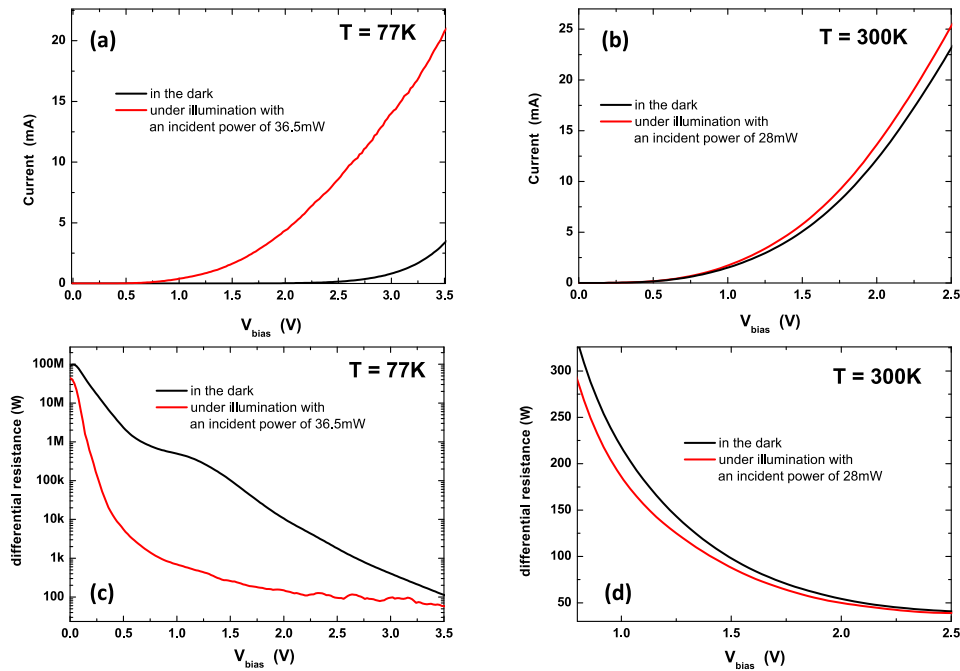 (a)
T = 77K
in the dark
under illumination with
an incident power of 36.5mW
Current (mA)
20
15
10
5
0
0.0 0.5 1.0 1.5 2.0 2.5 3.0 3.5
V_bias (V)
(b)
T = 300K
in the dark
under illumination with
an incident power of 28mW
Current (mA)
25
20
15
10
5
0
0.0 0.5 1.0 1.5 2.0 2.5
V_bias (V)
T = 77K
in the dark
under illumination with
an incident power of 36.5mW
(c)
differential resistance (W)
100M
10M
1M
100k
10k
1k
100
0.0 0.5 1.0 1.5 2.0 2.5 3.0 3.5
V_bias (V)
T = 300K
in the dark
under illumination with
an incident power of 28mW
(d)
differential resistance (W)
300
250
200
150
100
50
1.0 1.5 2.0 2.5
V_bias (V)